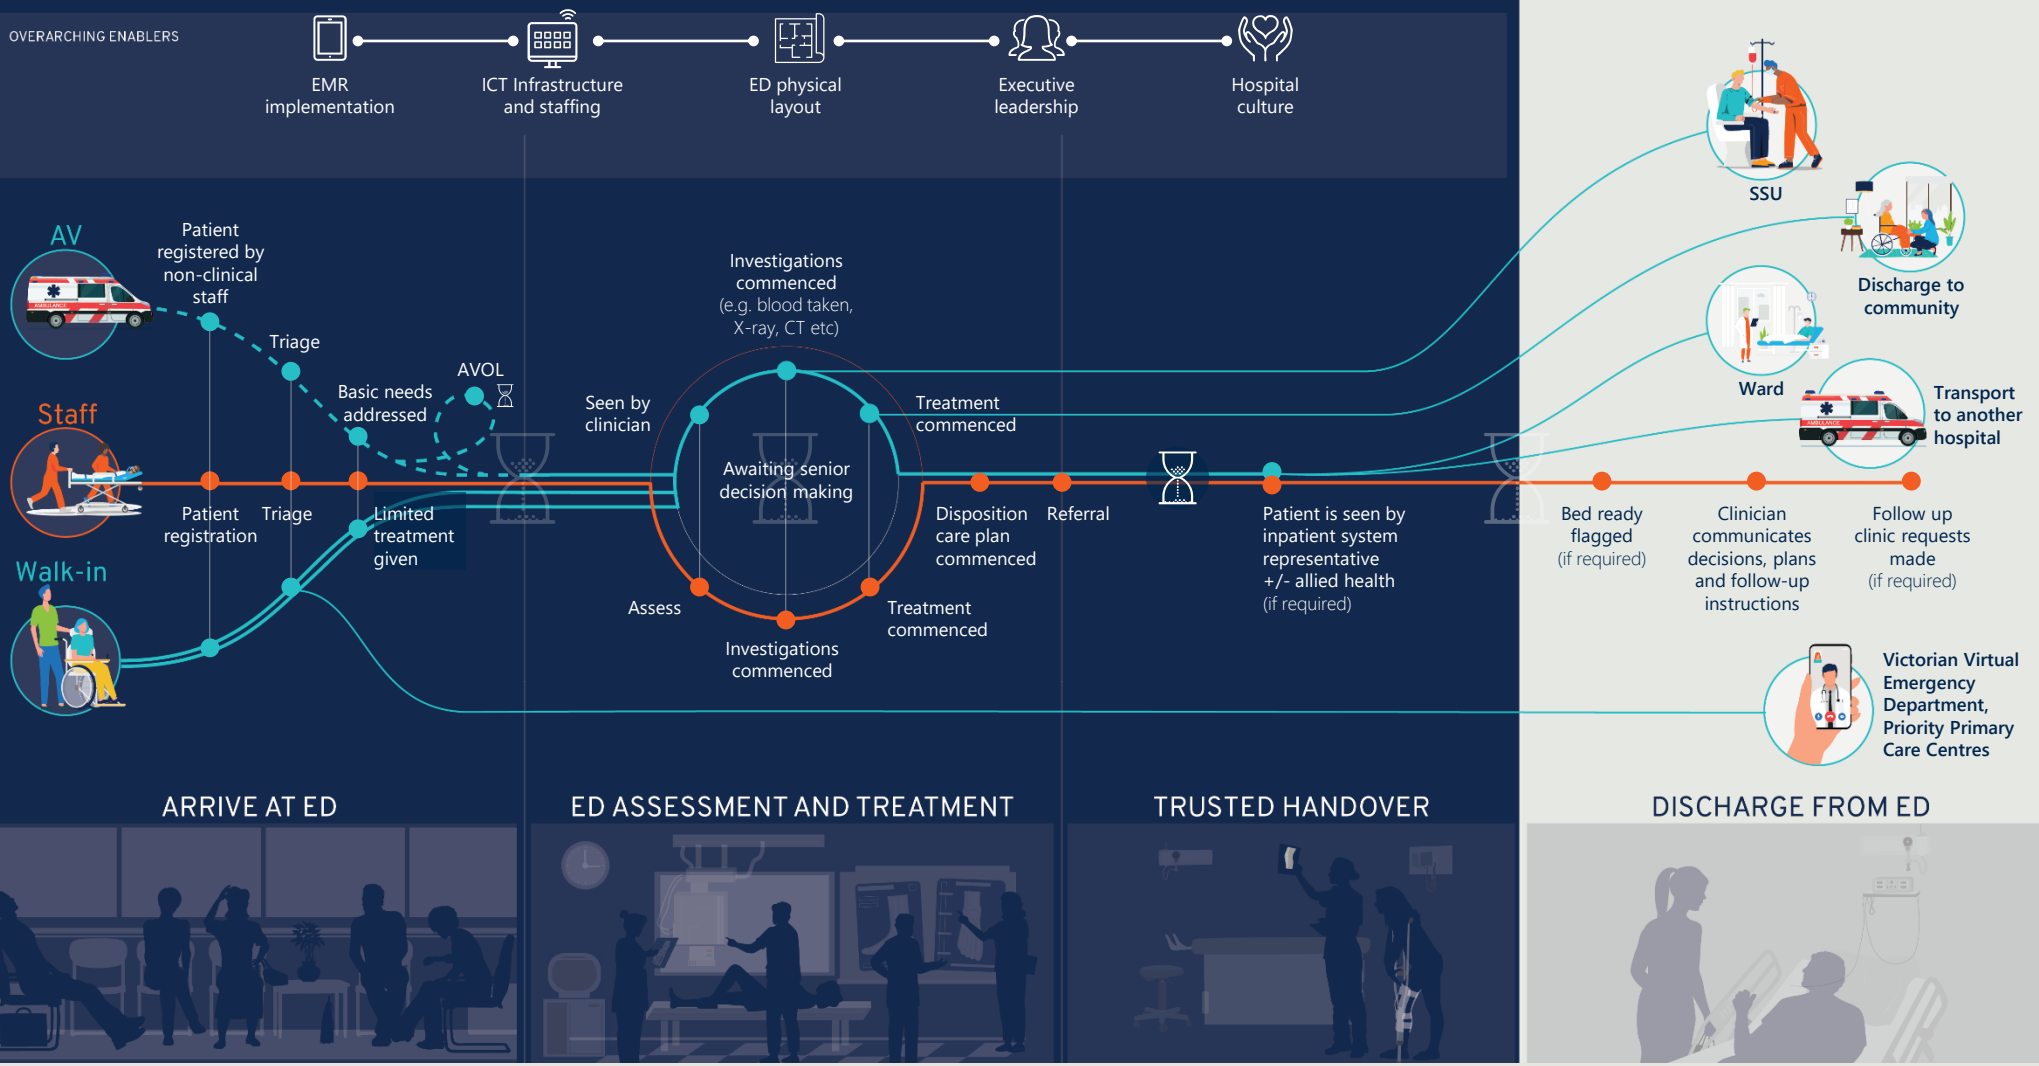 OVERARCHING ENABLERS
EMR
implementation
ICT Infrastructure
and staffing
ED physical
layout
Executive
leadership
Hospital
culture
AV
Patient
registered by
non-clinical
staff
Triage
Basic needs
addressed
AVOL
Staff
Patient
registration
Triage
Limited
treatment
given
Walk-in
Seen by
clinician
Investigations
commenced
(e.g. blood taken,
X-ray, CT etc)
Treatment
commenced
Awaiting senior
decision making
Assess
Investigations
commenced
Treatment
commenced
Disposition
care plan
commenced
Referral
Patient is seen by
inpatient system
representative
+/- allied health
(if required)
SSU
Discharge to
community
Ward
AMBULANCE
AMBULANCE
Transport
to another
hospital
Bed ready
flagged
(if required)
Clinician
communicates
decisions, plans
and follow-up
instructions
Follow up
clinic requests
made
(if required)
Victorian Virtual
Emergency
Department,
Priority Primary
Care Centres
ARRIVE AT ED
ED ASSESSMENT AND TREATMENT
TRUSTED HANDOVER
DISCHARGE FROM ED